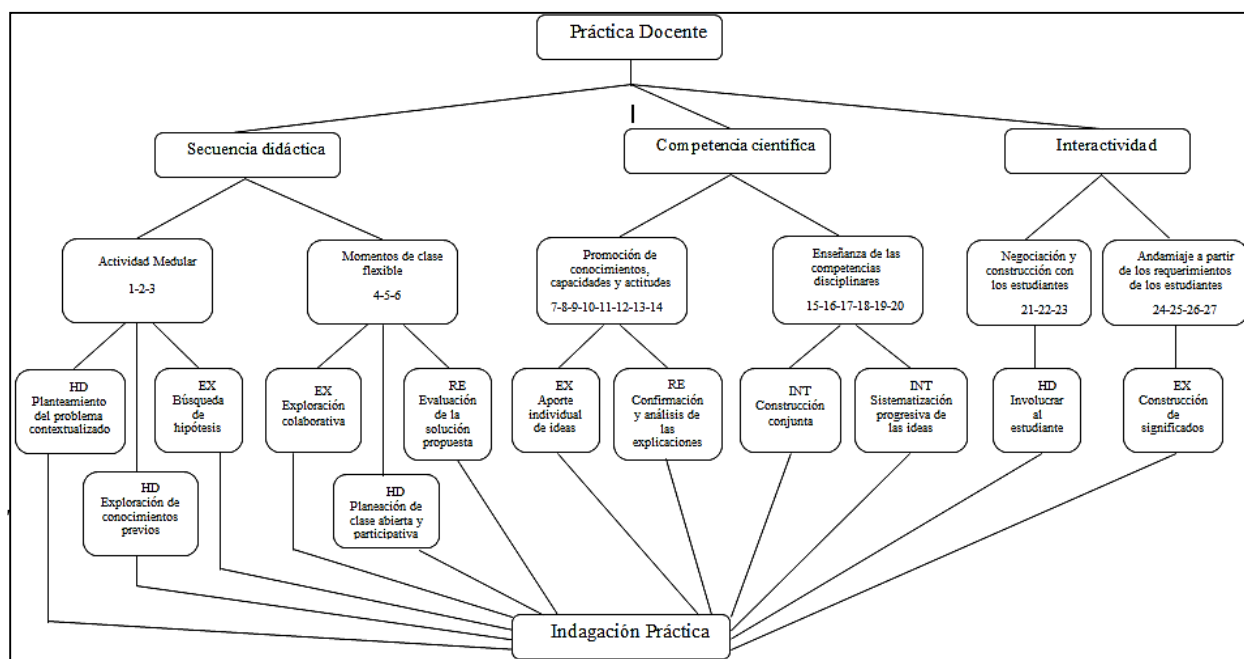 Práctica Docente
Secuencia didáctica
Competencia científica
Interactividad
Actividad Medular
1-2-3
Momentos de clase
flexible
4-5-6
Promoción de
conocimientos,
capacidades y actitudes
7-8-9-10-11-12-13-14
Enseñanza de las
competencias
disciplinares
15-16-17-18-19-20
Negociación y
construcción con
los estudiantes
21-22-23
Andamiaje a partir
de los requerimientos
de los estudiantes
24-25-26-27
HD
Planteamiento
del problema
contextualizado
EX
Búsqueda
de
hipótesis
EX
Exploración
colaborativa
RE
Evaluación
de la
solución
propuesta
EX
Aporte
individual
de ideas
RE
Confirmación
y análisis de
las
explicaciones
INT
Construcción
conjunta
INT
Sistematización
progresiva de
las ideas
HD
Involucrar
al
estudiante
EX
Construcción
de
significados
HD
Exploración de
conocimientos
previos
HD
Planeación de
clase abierta y
participativa
Indagación Práctica